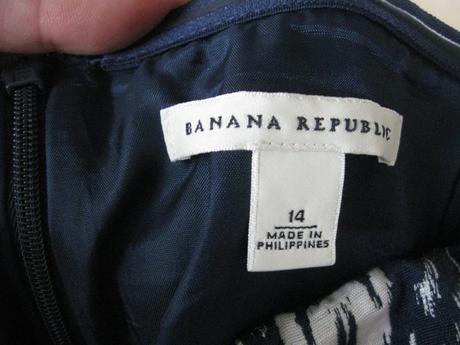 BANANA REPUBLIC
14
MADE IN
PHILIPPINES